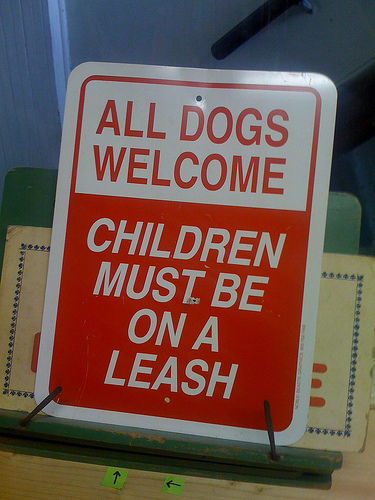 ALL DOGS
WELCOME
CHILDREN
MUST BE
ON A
LEASH